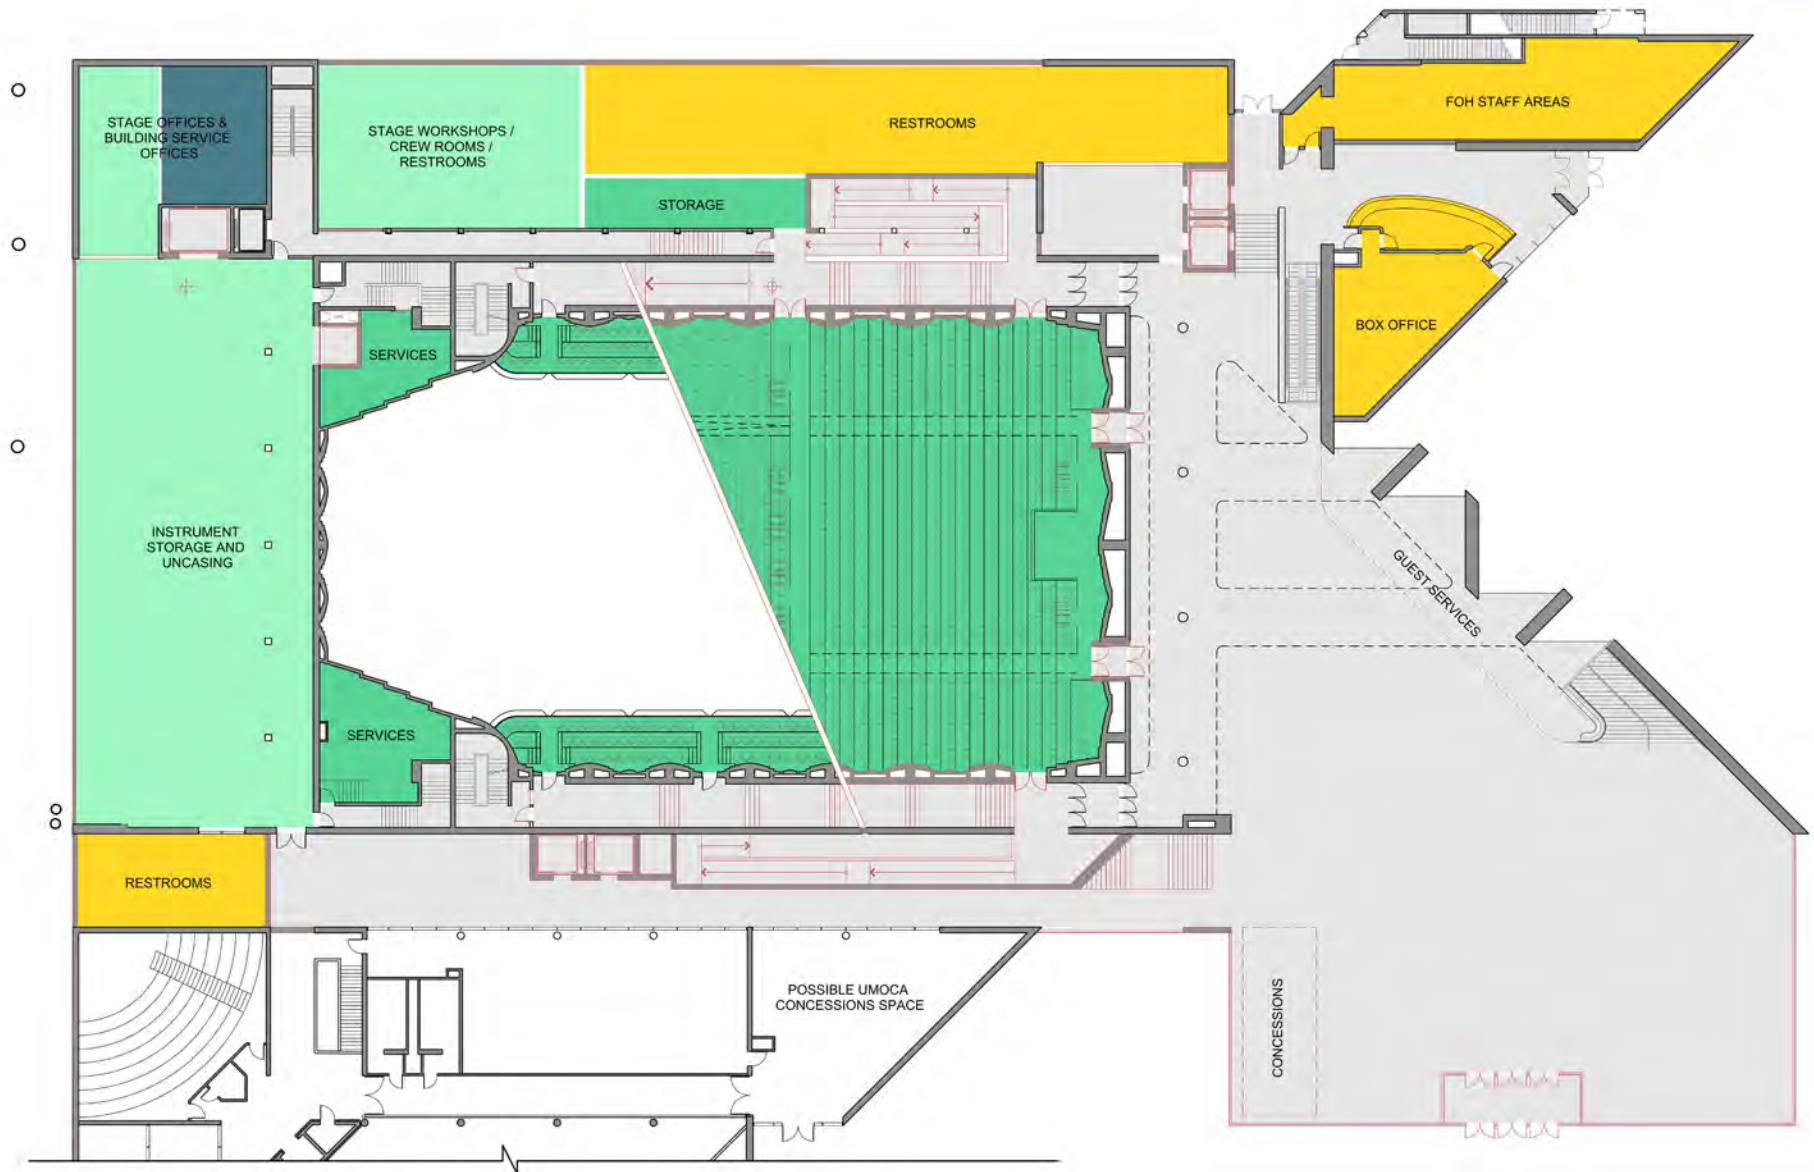 FOH STAFF AREAS
STAGE OFFICES &
BUILDING SERVICE
OFFICES
STAGE WORKSHOPS /
CREW ROOMS /
RESTROOMS
RESTROOMS
STORAGE
BOX OFFICE
SERVICES
INSTRUMENT
STORAGE AND
UNCASING
GUEST SERVICES
SERVICES
RESTROOMS
POSSIBLE UMOCA
CONCESSIONS SPACE
CONCESSIONS